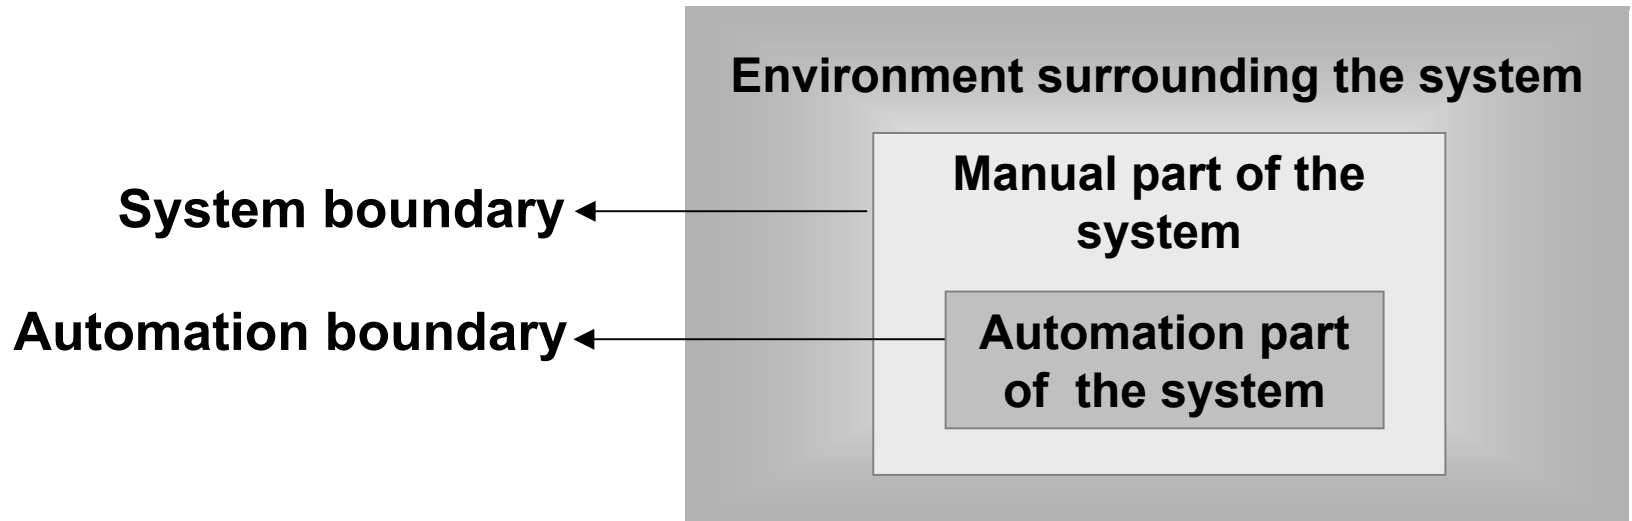 Environment surrounding the system
Manual part of the
system
System boundary
Automation boundary
Automation part
of  the system